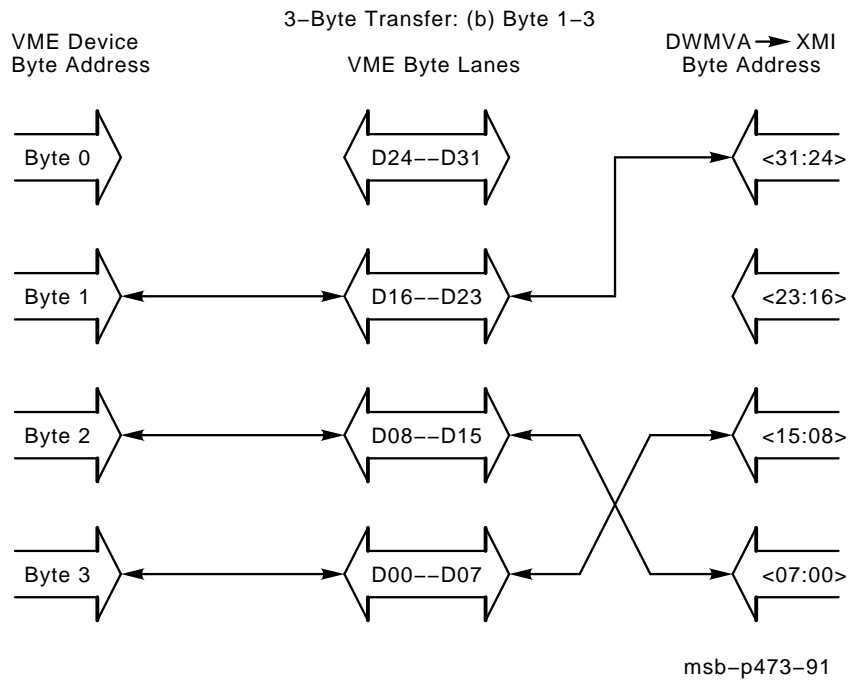 3−Byte Transfer: (b) Byte 1−3
VME Device
Byte Address
VME Byte Lanes
DWMVA → XMI
Byte Address
Byte 0
D24−−D31
<31:24>
Byte 1
D16−−D23
<23:16>
Byte 2
D08−−D15
<15:08>
Byte 3
D00−−D07
<07:00>
msb−p473−91